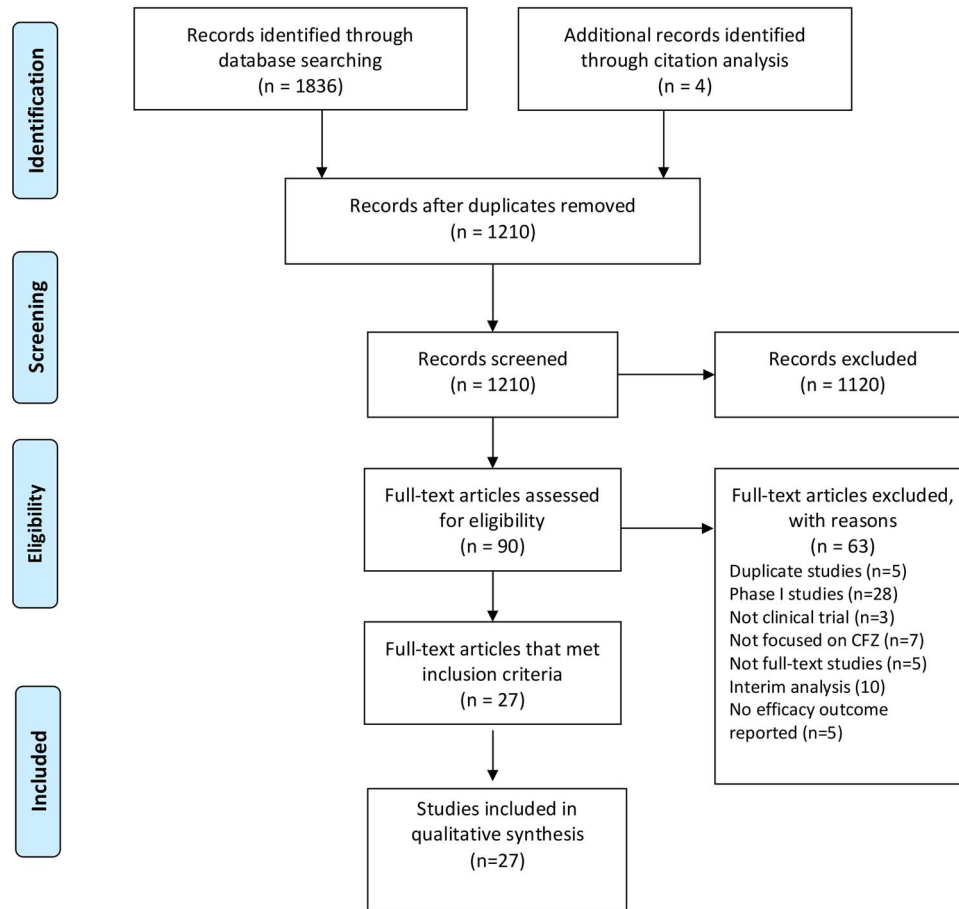 Identification
Records identified through
database searching
(n = 1836)
Additional records identified
through citation analysis
(n = 4)
Records after duplicates removed
(n = 1210)
Screening
Records screened
(n = 1210)
Records excluded
(n = 1120)
Eligibility
Full-text articles assessed
for eligibility
(n = 90)
Full-text articles excluded,
with reasons
(n = 63)
Duplicate studies (n=5)
Phase I studies (n=28)
Not clinical trial (n=3)
Not focused on CFZ (n=7)
Not full-text studies (n=5)
Interim analysis (10)
No efficacy outcome
reported (n=5)
Full-text articles that met
inclusion criteria
(n = 27)
Included
Studies included in
qualitative synthesis
(n=27)